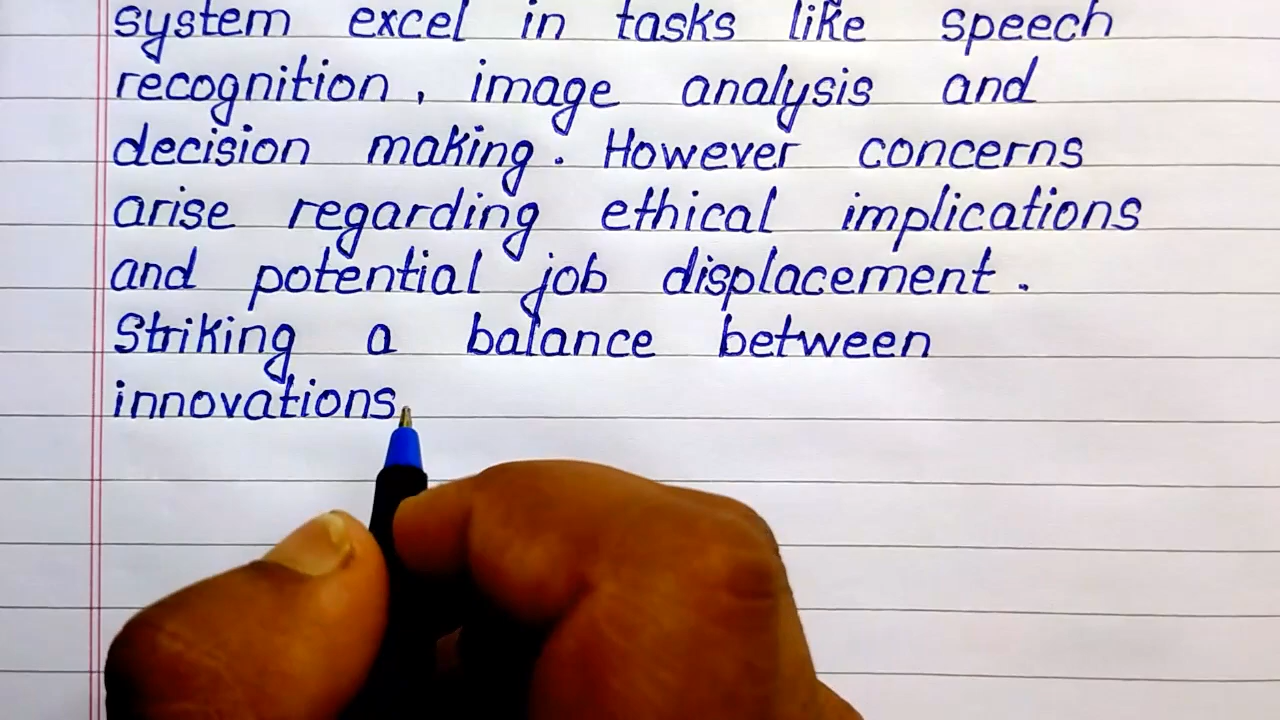 system excel in tasks like speech
recognition, image analysis and
decision making. However concerns
arise regarding ethical implications
and potential job displacement.
Striking a balance between
innovations